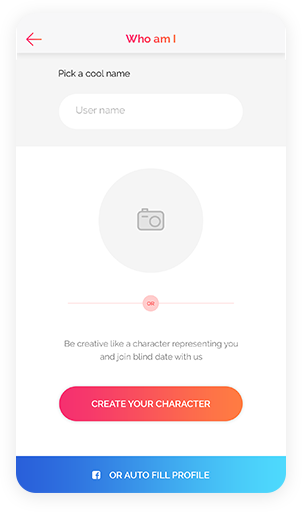 Who am I
Pick a cool name
User name
OR
Be creative like a character representing you
and join blind date with us
CREATE YOUR CHARACTER
OR AUTO FILL PROFILE